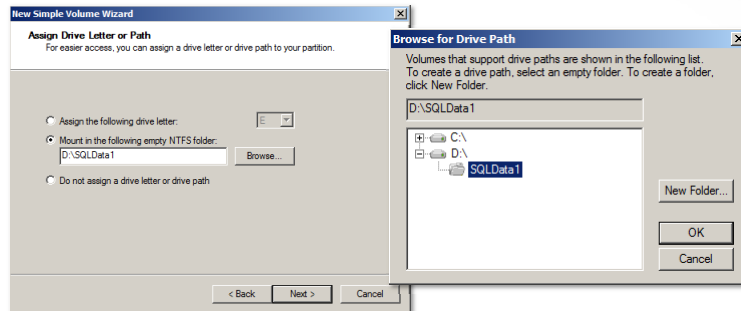 New Simple Volume Wizard
Assign Drive Letter or Path
For easier access, you can assign a drive letter or drive path to your partition.
Assign the following drive letter:
E
Mount in the following empty NTFS folder:
D:\SQLData1
Browse...
Do not assign a drive letter or drive path
< Back
Next >
Cancel
Browse for Drive Path
Volumes that support drive paths are shown in the following list.
To create a drive path, select an empty folder. To create a folder,
click New Folder.
D:\SQLData1
C:\
D:\
SQLData1
New Folder...
OK
Cancel